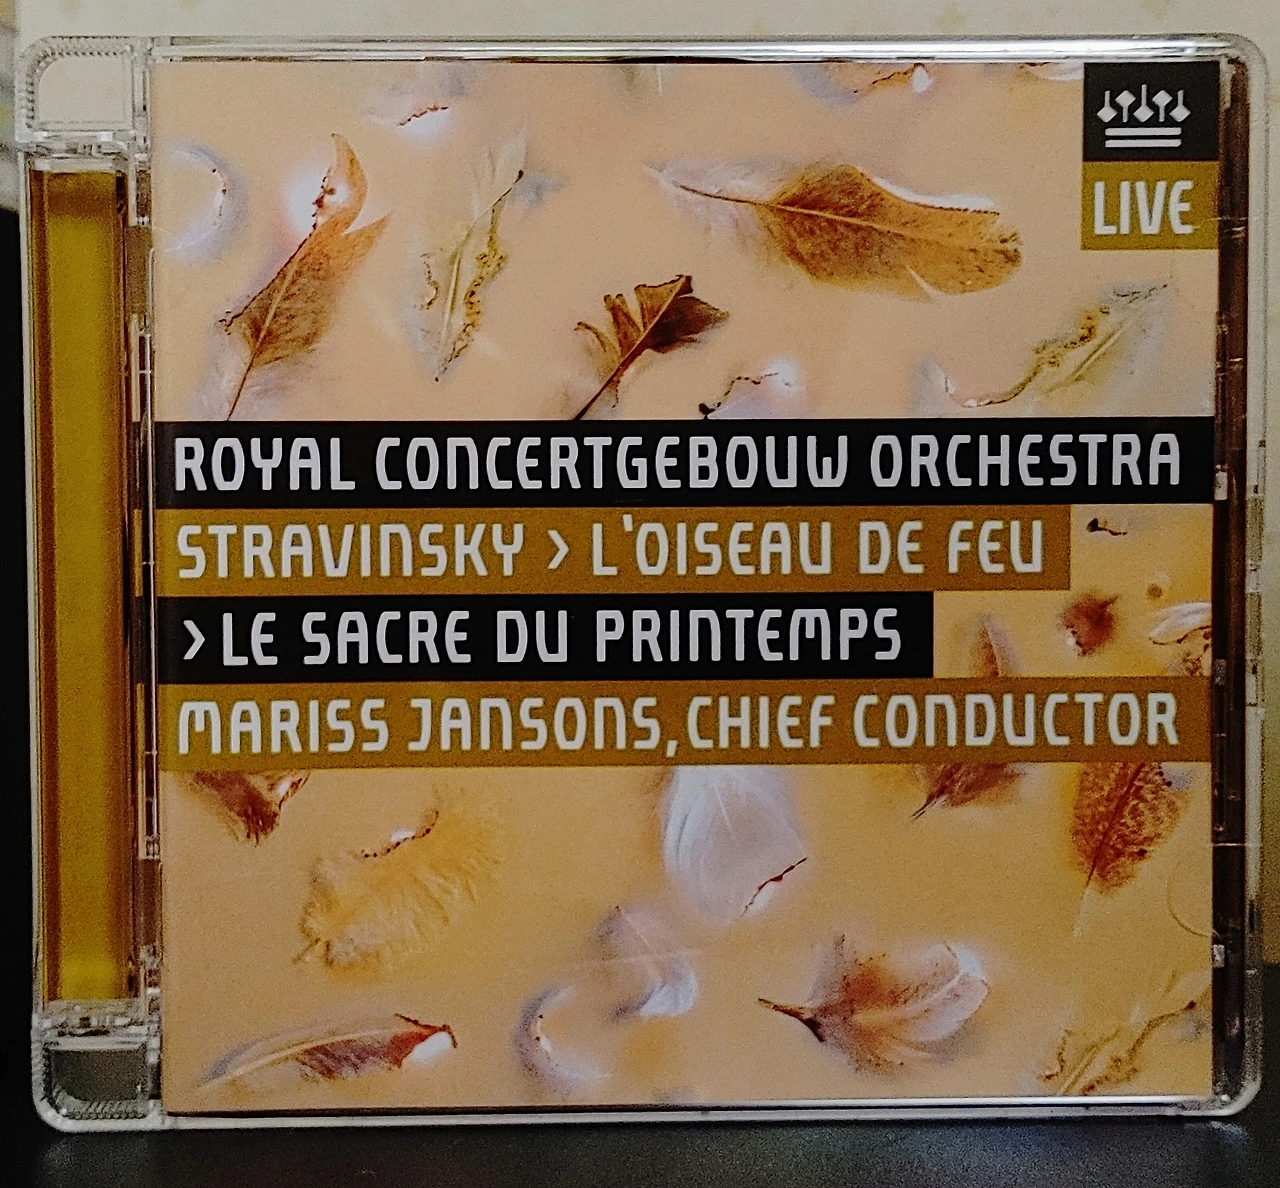 LIVE
ROYAL CONCERTGEBOUW ORCHESTRA
STRAVINSKY > L'OISEAU DE FEU
> LE SACRE DU PRINTEMPS
MARISS JANSONS, CHIEF CONDUCTOR